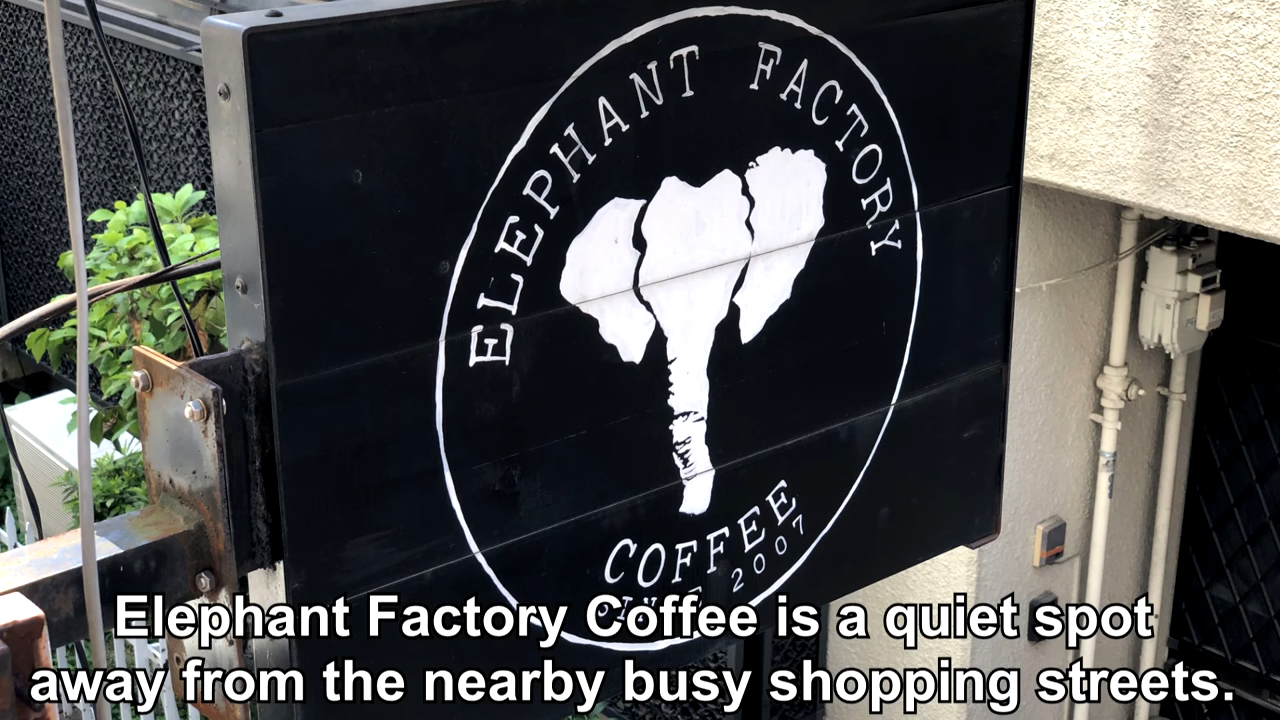 ELEPHANT FACTORY
COFFEE
2007
Elephant Factory Coffee is a quiet spot
away from the nearby busy shopping streets.